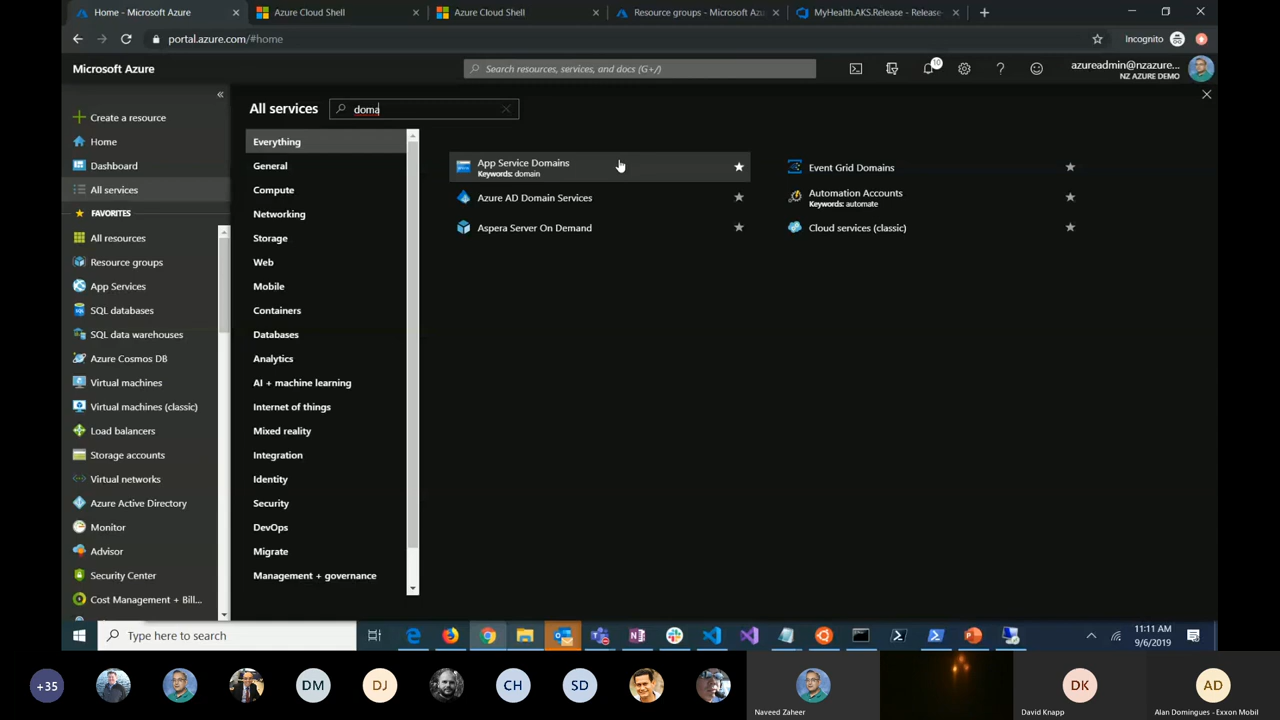 Home - Microsoft Azure
Azure Cloud Shell
Azure Cloud Shell
Resource groups - Microsoft Az
MyHealth.AKS.Release - Release-
portal.azure.com/#home
Incognito
Microsoft Azure
Search resources, services, and docs (G+/)
10
azureadmin@nzazure...
NZ AZURE DEMO
Create a resource
Home
Dashboard
All services
FAVORITES
All resources
Resource groups
App Services
SQL databases
SQL data warehouses
Azure Cosmos DB
Virtual machines
Virtual machines (classic)
Load balancers
Storage accounts
Virtual networks
Azure Active Directory
Monitor
Advisor
Security Center
Cost Management + Bill...
All services
doma
Everything
General
Compute
Networking
Storage
Web
Mobile
Containers
Databases
Analytics
AI + machine learning
Internet of things
Mixed reality
Integration
Identity
Security
DevOps
Migrate
Management + governance
App Service Domains
Keywords: domain
Azure AD Domain Services
Aspera Server On Demand
Event Grid Domains
Automation Accounts
Keywords: automate
Cloud services (classic)
Type here to search
11:11 AM
9/6/2019
+35
DM
DJ
CH
SD
Naveed Zaheer
DK
David Knapp
AD
Alan Domingues - Exxon Mobil